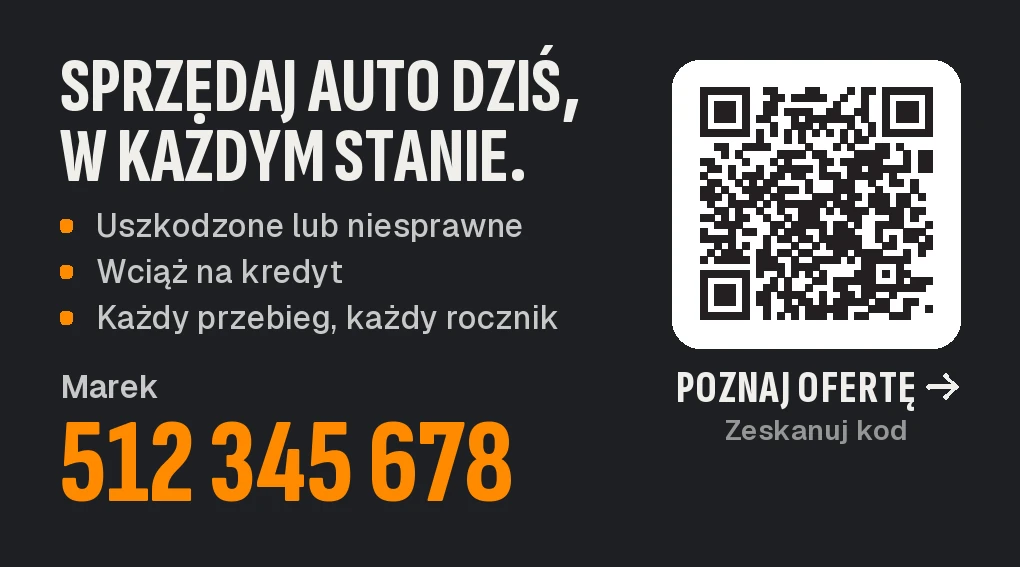 SPRZEDAJ AUTO DZIŚ,
W KAŻDYM STANIE.
Uszkodzone lub niesprawne
Wciąż na kredyt
Każdy przebieg, każdy rocznik
Marek
512 345 678
POZNAJ OFERTĘ →
Zeskanuj kod